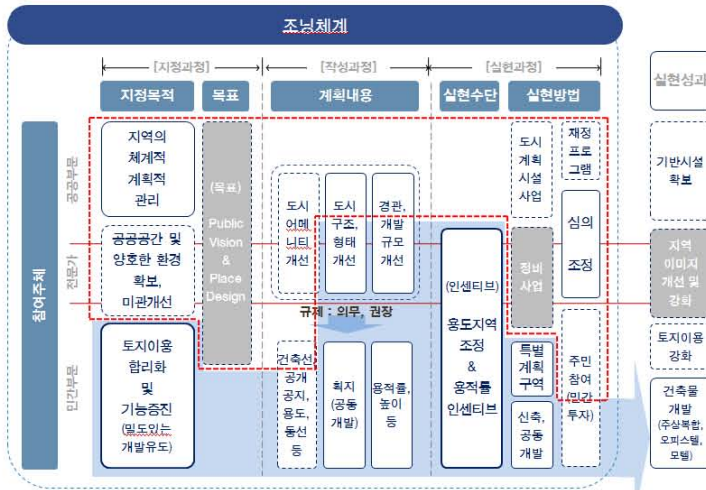 조닝체계
[지정과정]
[작성과정]
[실현과정]
지정목적
목표
계획내용
실현수단
실현방법
실현성과
참여주체
공공부문
전문가
민간부문
지역의
체계적
계획적
관리
공공공간 및
양호한 환경
확보,
미관개선
토지이용
합리화
및
기능증진
(밀도있는
개발유도)
(목표)
Public
Vision
&
Place
Design
도시
어메
니티
개선
도시
구조,
형태
개선
경관,
개발
규모
개선
규제 : 의무, 권장
건축선,
공개
공지,
용도,
동선
등
획지
(공동
개발)
용적률,
높이
등
(인센티브)
용도지역
조정
&
용적률
인센티브
도시
계획
시설
사업
정비
사업
특별
계획
구역
신축,
공동
개발
재정
프로
그램
심의
조정
주민
참여
(민간
투자)
기반시설
확보
지역
이미지
개선 및
강화
토지이용
강화
건축물
개발
(주상복합,
오피스텔,
모텔)